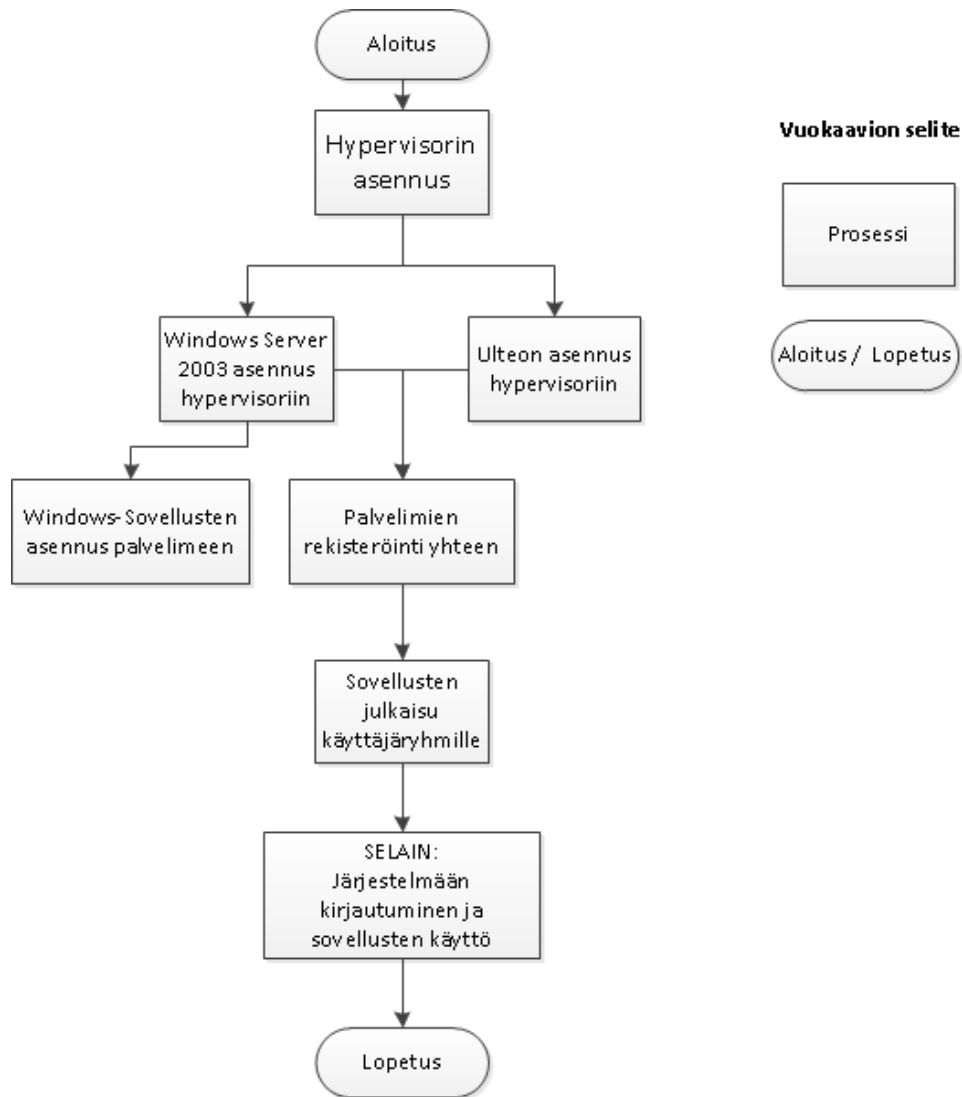 Aloitus
Hypervisorin
asennus
Vuokaavion selite
Prosessi
Aloitus / Lopetus
Windows Server
2003 asennus
hypervisoriin
Ulteon asennus
hypervisoriin
Windows-Sovellusten
asennus palvelimeen
Palvelimien
rekisteröinti yhteen
Sovellusten
julkaisu
käyttäjäryhmille
SELAIN:
Järjestelmään
kirjautuminen ja
sovellusten käyttö
Lopetus